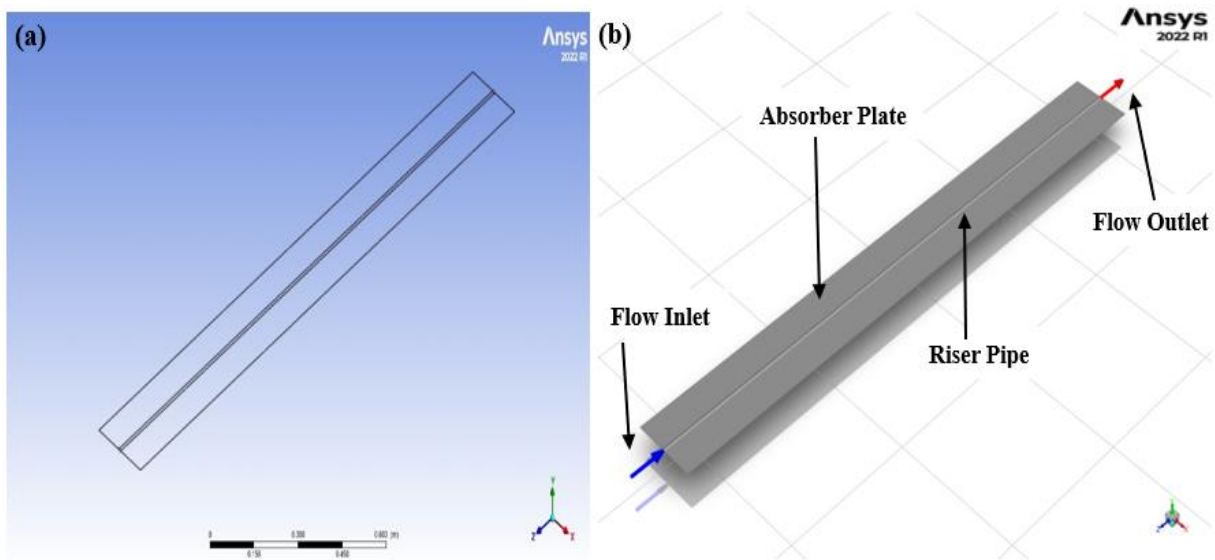 (a)
Ansys
2022 R1
0
0.300
0.600 (m)
0.150
0.450
Y
Z
X
(b)
Ansys
2022 R1
Absorber Plate
Flow Outlet
Flow Inlet
Riser Pipe